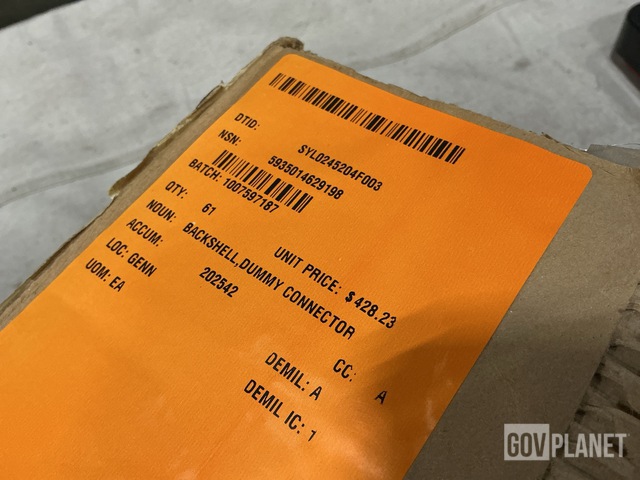 DTID: SYL0245204F003
NSN: 5935014629198
BATCH: 1007597187
QTY: 61 UNIT PRICE: $ 428.23
NOUN: BACKSHELL,DUMMY CONNECTOR
ACCUM: 202542 CC: A
LOC: GENN DEMIL: A
UOM: EA DEMIL IC: 1
GOVPLANET